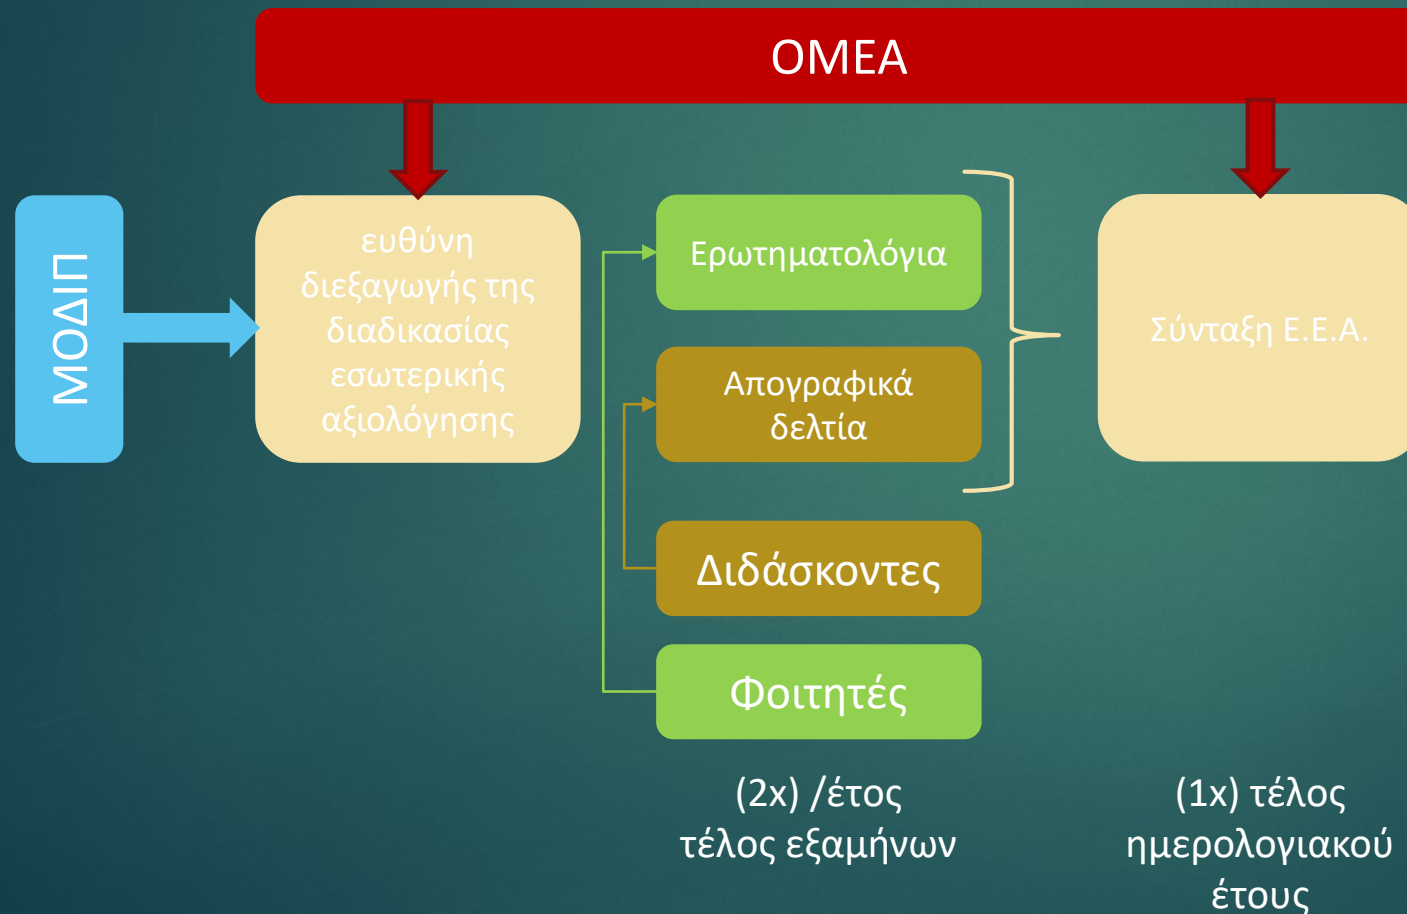 ΟΜΕΑ
ΜΟΔΙΠ
ευθύνη
διεξαγωγής της
διαδικασίας
εσωτερικής
αξιολόγησης
Ερωτηματολόγια
Απογραφικά
δελτία
Διδάσκοντες
Φοιτητές
(2x) /έτος
τέλος εξαμήνων
Σύνταξη Ε.Ε.Α.
(1x) τέλος
ημερολογιακού
έτους